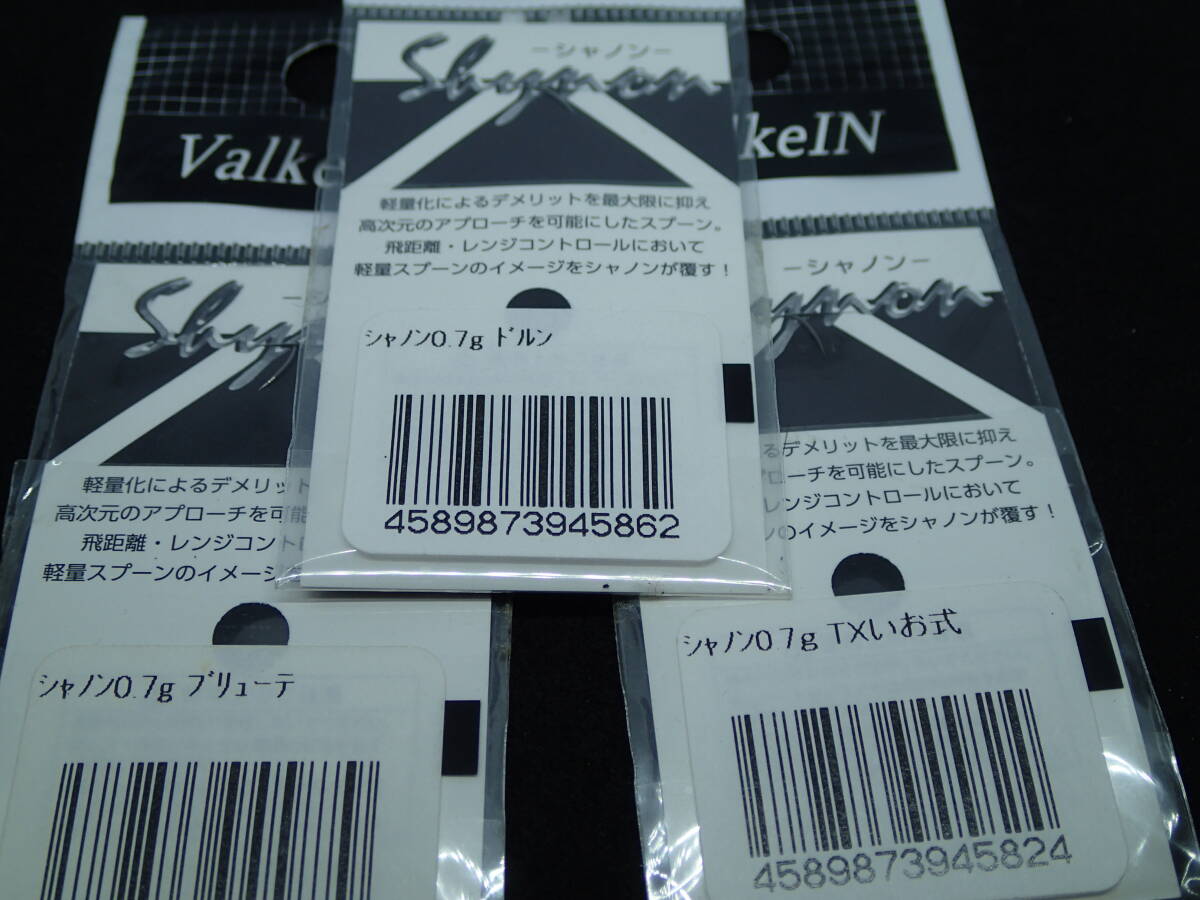 Valke
keIN
ーシャノンー
Shynon
軽量化によるデメリットを最大限に抑え
高次元のアプローチを可能にしたスプーン。
飛距離・レンジコントロールにおいて
軽量スプーンのイメージをシャノンが覆す！
シャノン0.7g ドルン
4589873945862
Shy
軽量化によるデメリット
高次元のアプローチを可能
飛距離・レンジコントロ
軽量スプーンのイメージ
シャノン0.7g ブリューテ
ーシャノンー
ynon
るデメリットを最大限に抑え
プローチを可能にしたスプーン。
レンジコントロールにおいて
ンのイメージをシャノンが覆す！
シャノン0.7g TXいお式
4589873945824